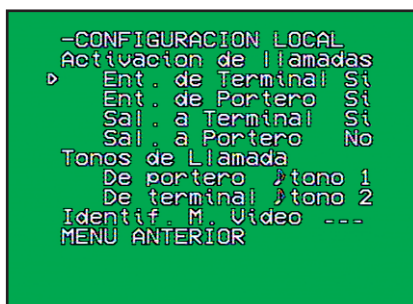 -CONFIGURACION LOCAL
Activacion de llamadas
Ent. de Terminal Si
Ent. de Portero Si
Sal. a Terminal Si
Sal. a Portero No
Tonos de Llamada
De portero ♪tono 1
De terminal ♪tono 2
Identif. M. Video ---
MENU ANTERIOR